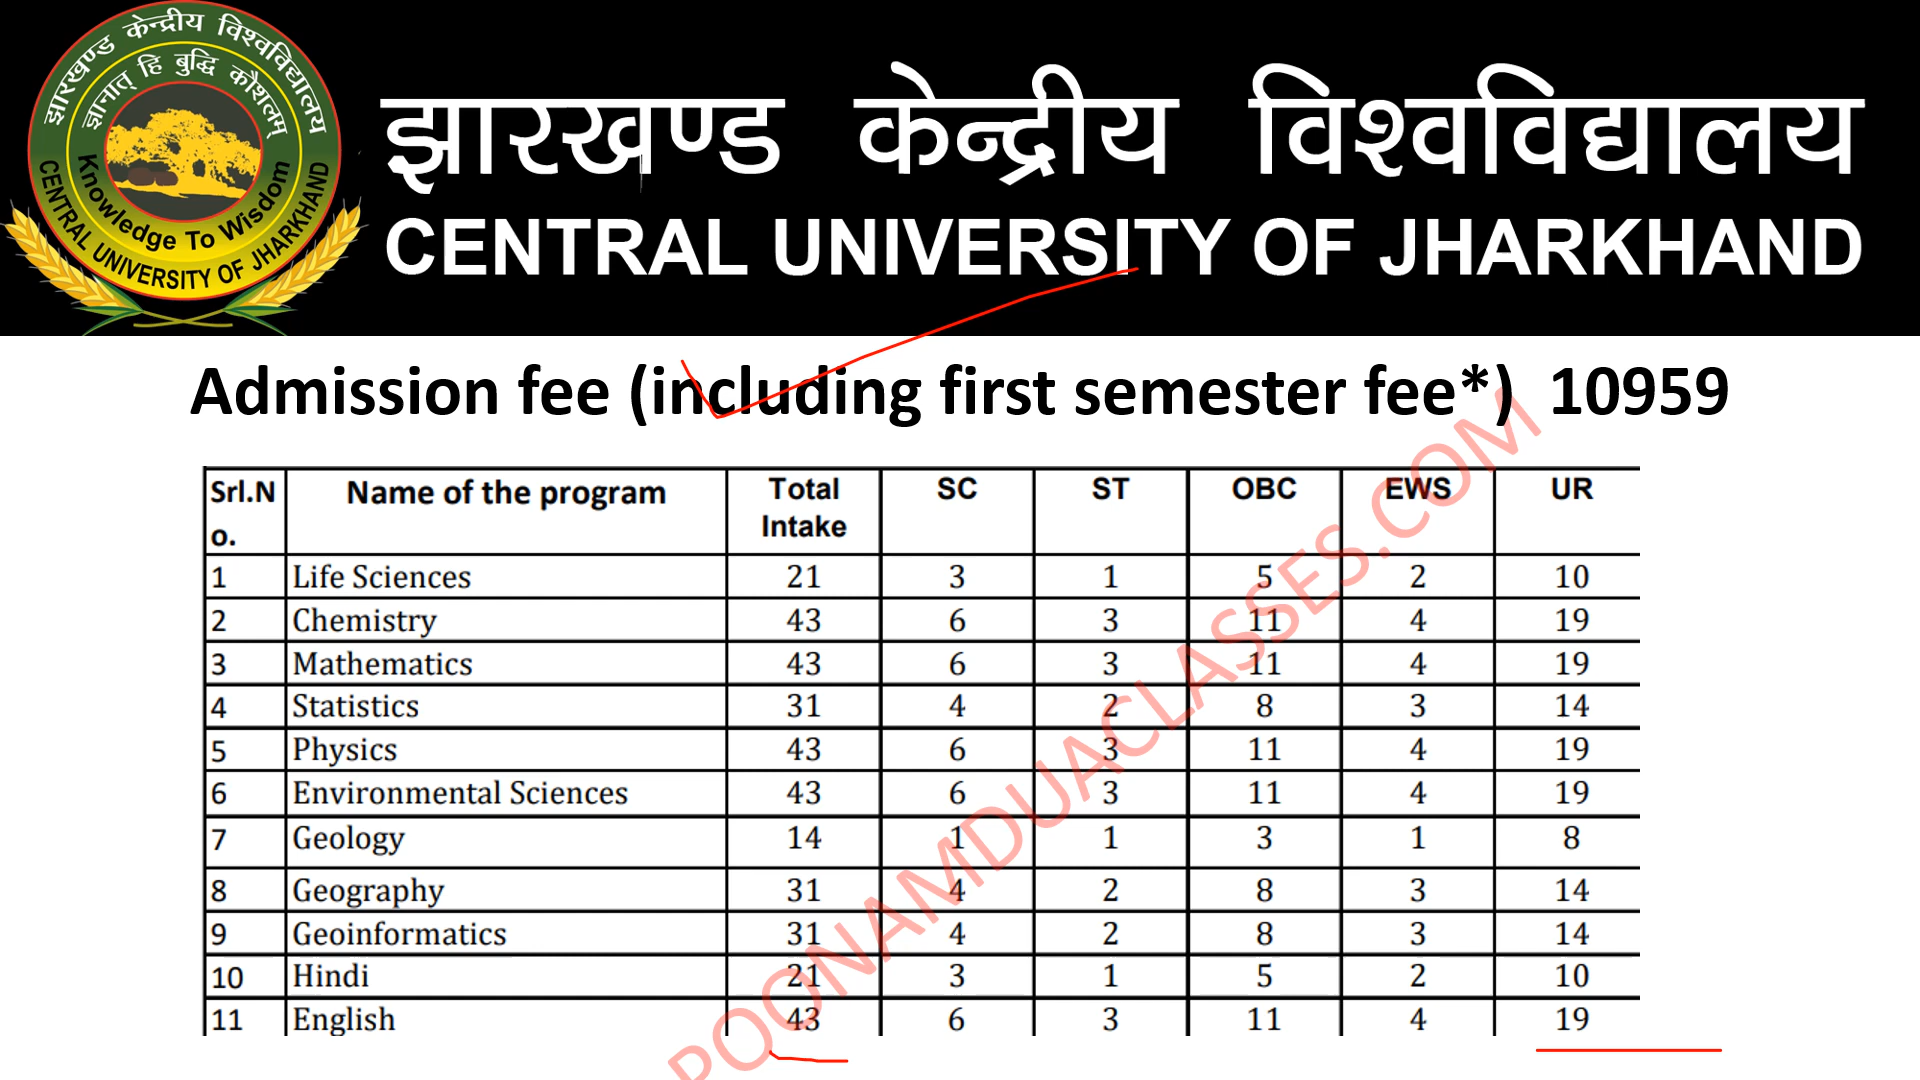 झारखण्ड केन्द्रीय विश्वविद्यालय
ज्ञानात् हि बुद्धि कौशलम्
Knowledge To Wisdom
CENTRAL UNIVERSITY OF JHARKHAND
झारखण्ड केन्द्रीय विश्वविद्यालय
CENTRAL UNIVERSITY OF JHARKHAND
Admission fee (including first semester fee*) 10959
Srl.No. Name of the program Total Intake SC ST OBC EWS UR
1 Life Sciences 21 3 1 5 2 10
2 Chemistry 43 6 3 11 4 19
3 Mathematics 43 6 3 11 4 19
4 Statistics 31 4 2 8 3 14
5 Physics 43 6 3 11 4 19
6 Environmental Sciences 43 6 3 11 4 19
7 Geology 14 1 1 3 1 8
8 Geography 31 4 2 8 3 14
9 Geoinformatics 31 4 2 8 3 14
10 Hindi 21 3 1 5 2 10
11 English 43 6 3 11 4 19
POONAMDUACLASSES.COM